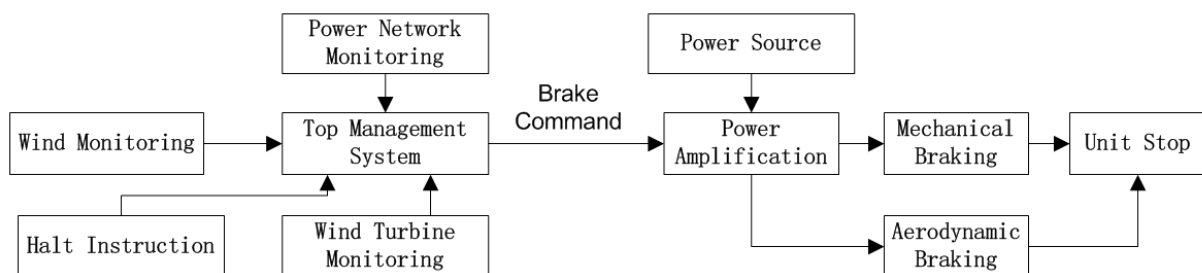 Power Network
Monitoring
Power Source
Wind Monitoring
Top Management
System
Brake
Command
Power
Amplification
Mechanical
Braking
Unit Stop
Halt Instruction
Wind Turbine
Monitoring
Aerodynamic
Braking